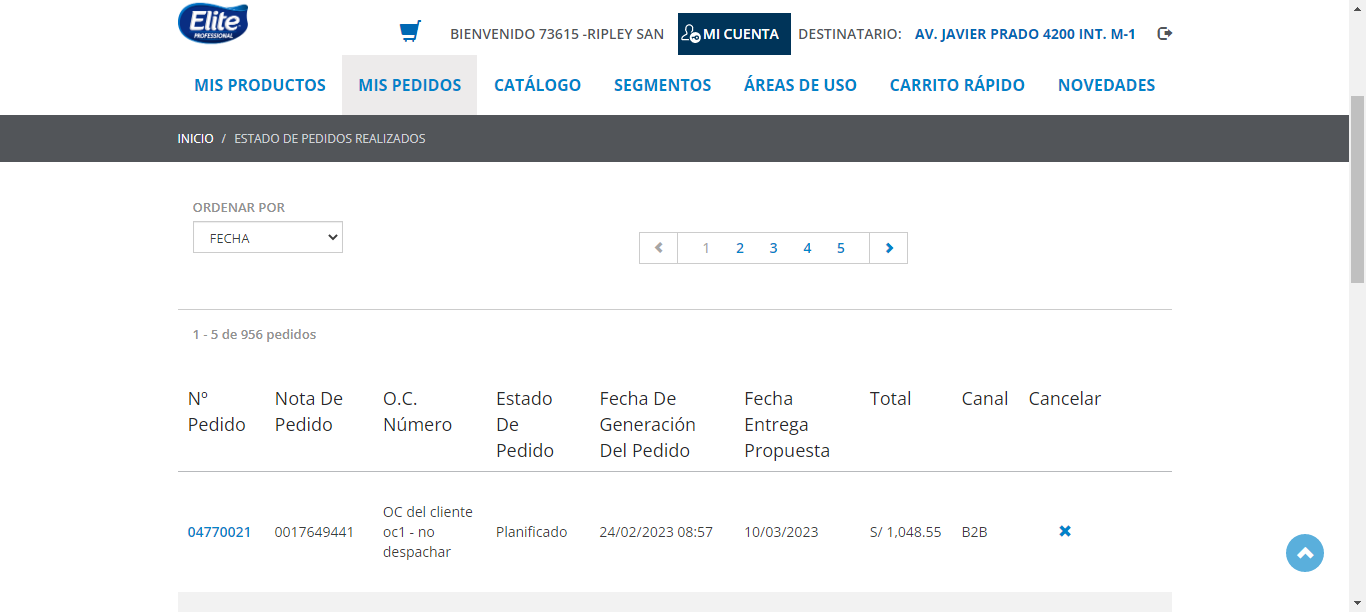 Elite
PROFESSIONAL
BIENVENIDO 73615 -RIPLEY SAN
MI CUENTA
DESTINATARIO:
AV. JAVIER PRADO 4200 INT. M-1
MIS PRODUCTOS
MIS PEDIDOS
CATÁLOGO
SEGMENTOS
ÁREAS DE USO
CARRITO RÁPIDO
NOVEDADES
INICIO / ESTADO DE PEDIDOS REALIZADOS
ORDENAR POR
FECHA
1 2 3 4 5
1 - 5 de 956 pedidos
Nº
Pedido
Nota De
Pedido
O.C.
Número
Estado
De
Pedido
Fecha De
Generación
Del Pedido
Fecha
Entrega
Propuesta
Total
Canal
Cancelar
04770021
0017649441
OC del cliente
oc1 - no
despachar
Planificado
24/02/2023 08:57
10/03/2023
S/ 1,048.55
B2B